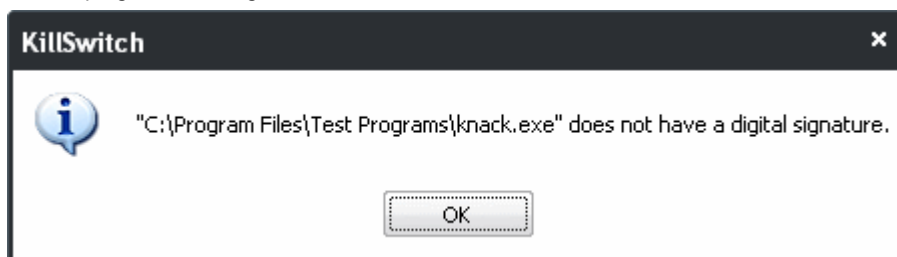 KillSwitch
"C:\Program Files\Test Programs\knack.exe" does not have a digital signature.
OK